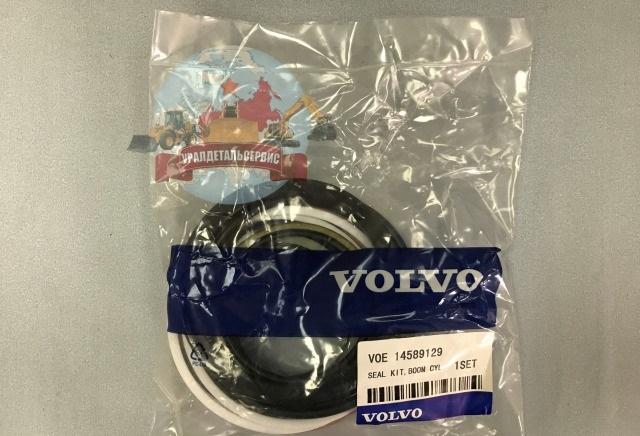 УРАЛДЕТАЛЬСЕРВИС
VOLVO
VOE 14589129
SEAL KIT.BOOM CYL 1SET
VOLVO